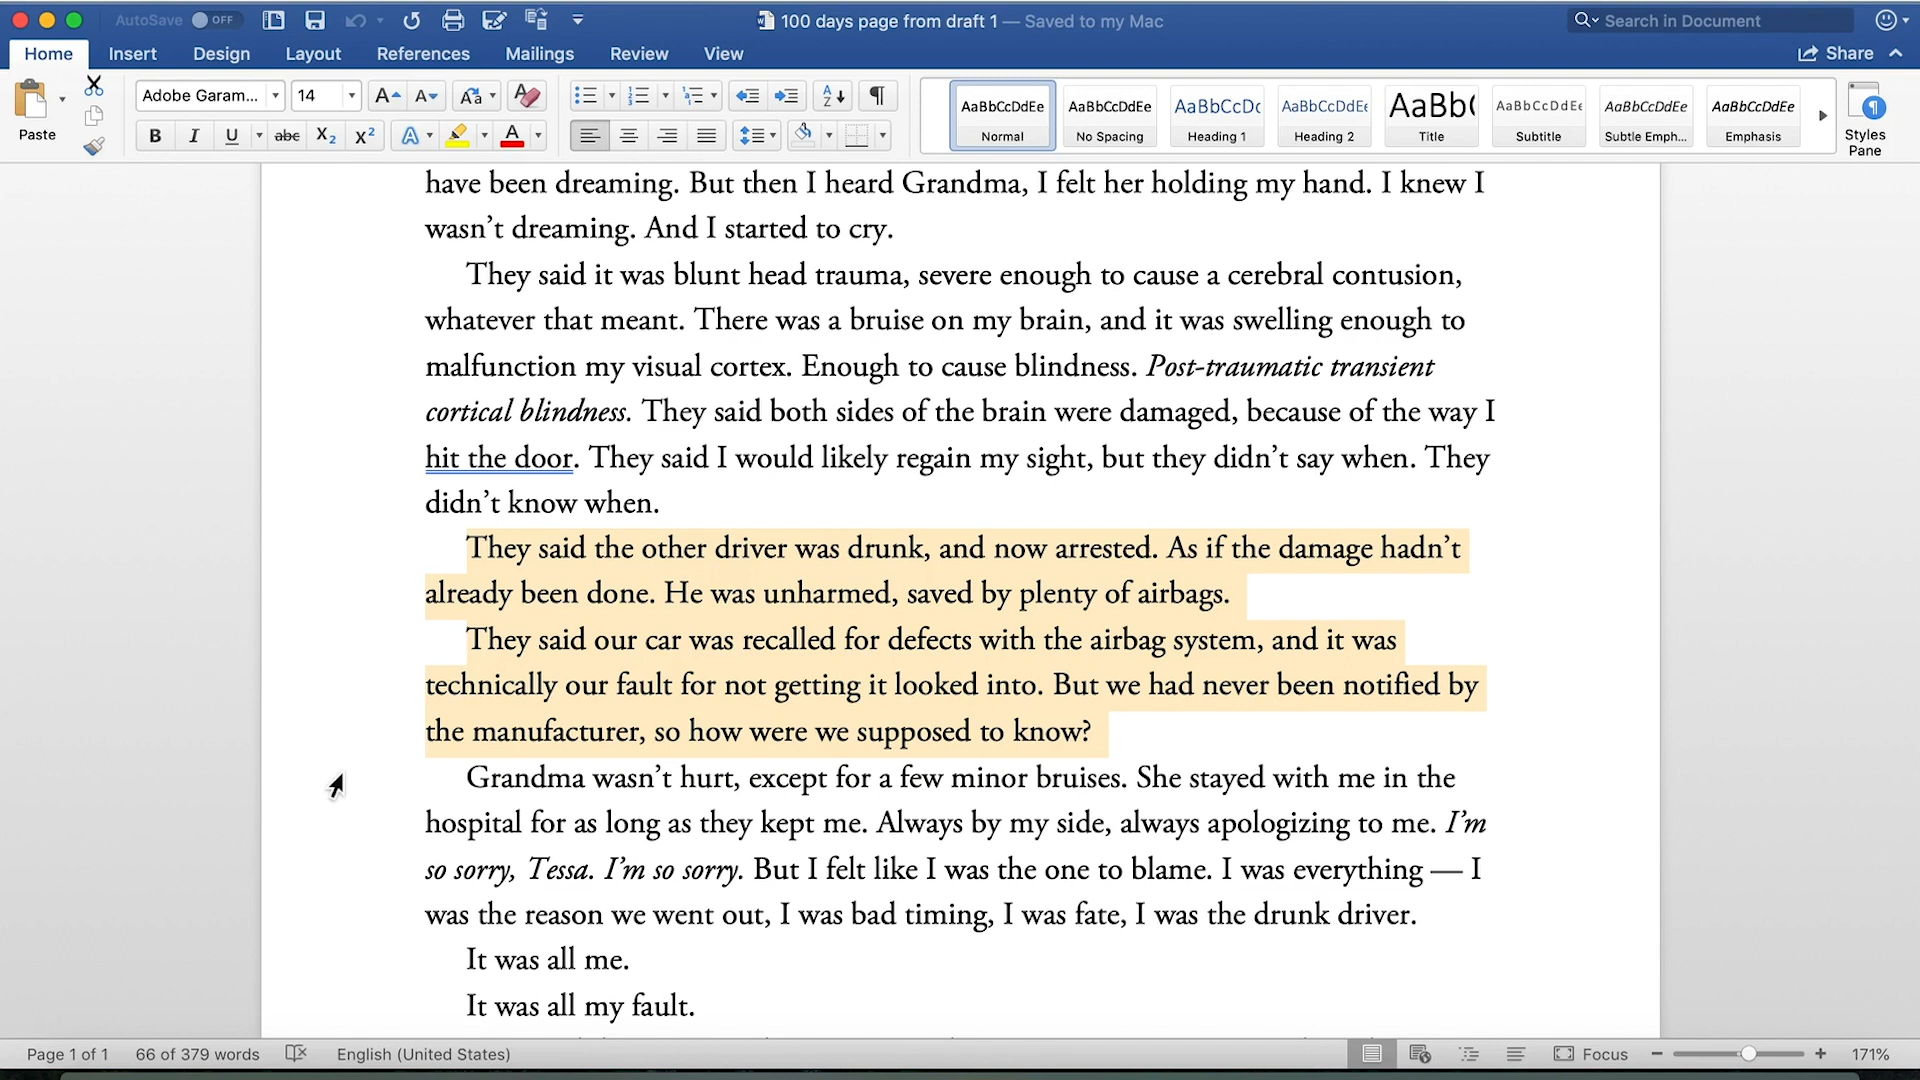 AutoSave OFF
100 days page from draft 1 — Saved to my Mac
Search in Document
Home Insert Design Layout References Mailings Review View
Share
Paste
Adobe Garam... 14
AaBbCcDdEe Normal
AaBbCcDdEe No Spacing
AaBbCcDc Heading 1
AaBbCcDdEe Heading 2
AaBb( Title
AaBbCcDdEe Subtitle
AaBbCcDdEe Subtle Emph...
AaBbCcDdEe Emphasis
Styles
Pane
have been dreaming. But then I heard Grandma, I felt her holding my hand. I knew I
wasn’t dreaming. And I started to cry.
They said it was blunt head trauma, severe enough to cause a cerebral contusion,
whatever that meant. There was a bruise on my brain, and it was swelling enough to
malfunction my visual cortex. Enough to cause blindness. Post-traumatic transient
cortical blindness. They said both sides of the brain were damaged, because of the way I
hit the door. They said I would likely regain my sight, but they didn’t say when. They
didn’t know when.
They said the other driver was drunk, and now arrested. As if the damage hadn’t
already been done. He was unharmed, saved by plenty of airbags.
They said our car was recalled for defects with the airbag system, and it was
technically our fault for not getting it looked into. But we had never been notified by
the manufacturer, so how were we supposed to know?
Grandma wasn’t hurt, except for a few minor bruises. She stayed with me in the
hospital for as long as they kept me. Always by my side, always apologizing to me. I’m
so sorry, Tessa. I’m so sorry. But I felt like I was the one to blame. I was everything — I
was the reason we went out, I was bad timing, I was fate, I was the drunk driver.
It was all me.
It was all my fault.
Page 1 of 1 66 of 379 words English (United States) Focus 171%